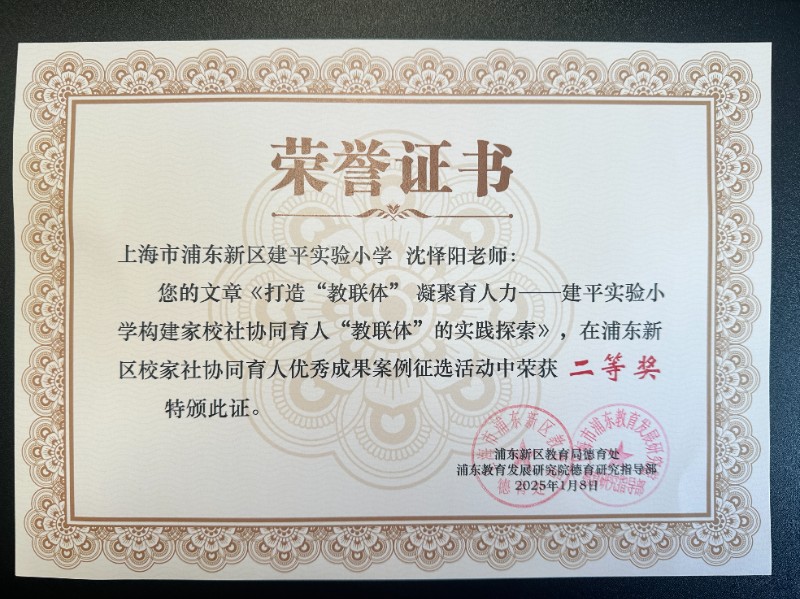 荣誉证书
上海市浦东新区建平实验小学 沈怿阳老师：
您的文章《打造“教联体” 凝聚育人力——建平实验小
学构建家校社协同育人“教联体”的实践探索》，在浦东新
区校家社协同育人优秀成果案例征选活动中荣获 二等奖
特颁此证。
浦东新区教育局德育处
浦东教育发展研究院德育研究指导部
2025年1月8日